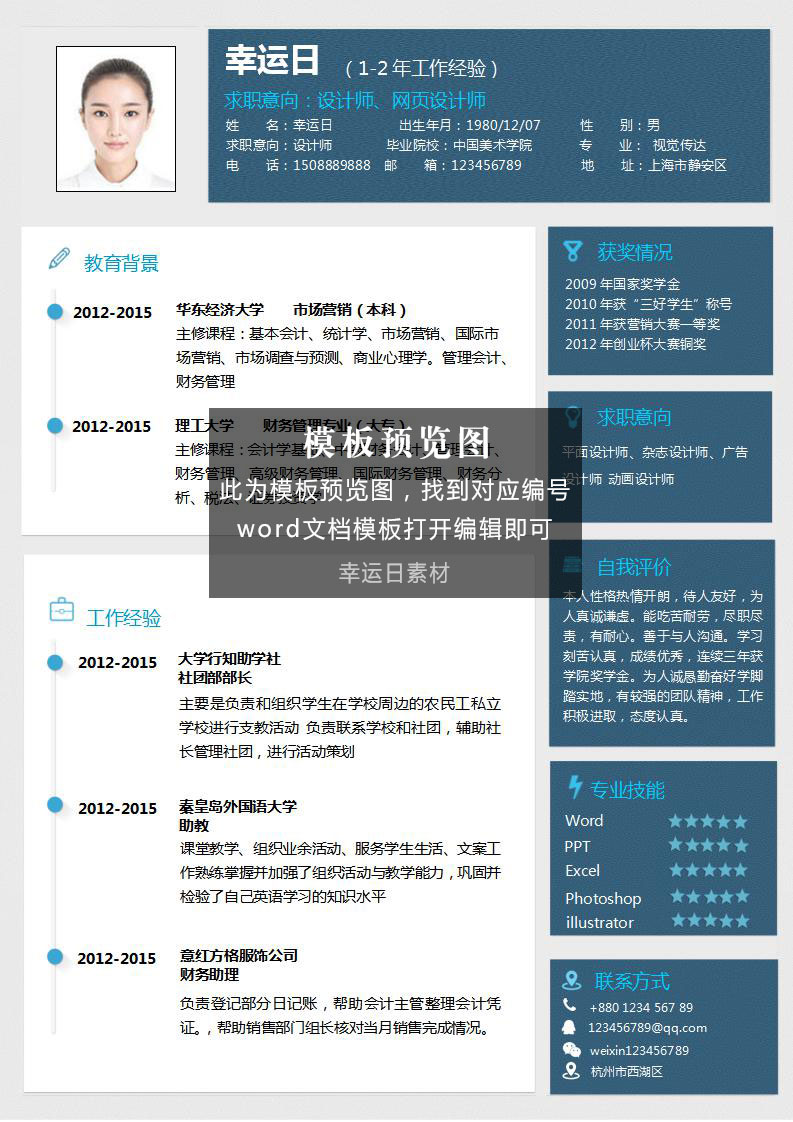 幸运日 （1-2 年工作经验）
求职意向：设计师、网页设计师
姓　　名：幸运日　　出生年月：1980/12/07　　性　　别：男
求职意向：设计师　　毕业院校：中国美术学院　　专　　业： 视觉传达
电　　话：1508889888　邮　　箱：123456789　　地　　址：上海市静安区
教育背景
2012-2015　华东经济大学　　市场营销（本科）
主修课程：基本会计、统计学、市场营销、国际市
场营销、市场调查与预测、商业心理学。管理会计、
财务管理
2012-2015　理工大学　　财务管理专业（大专）
主修课程：会计学基
财务管理、高级财务管理、国际财务管理、财务分
析、税法、
模板预览图
此为模板预览图，找到对应编号
word文档模板打开编辑即可
幸运日素材
工作经验
2012-2015　大学行知助学社
社团部部长
主要是负责和组织学生在学校周边的农民工私立
学校进行支教活动 负责联系学校和社团，辅助社
长管理社团，进行活动策划
2012-2015　秦皇岛外国语大学
助教
课堂教学、组织业余活动、服务学生生活、文案工
作熟练掌握并加强了组织活动与教学能力，巩固并
检验了自己英语学习的知识水平
2012-2015　意红方格服饰公司
财务助理
负责登记部分日记账，帮助会计主管整理会计凭
证。，帮助销售部门组长核对当月销售完成情况。
获奖情况
2009 年国家奖学金
2010 年获“三好学生”称号
2011 年获营销大赛一等奖
2012 年创业杯大赛铜奖
求职意向
平面设计师、杂志设计师、广告
设计师 动画设计师
自我评价
本人性格热情开朗，待人友好，为
人真诚谦虚。能吃苦耐劳，尽职尽
责，有耐心。善于与人沟通。学习
刻苦认真，成绩优秀，连续三年获
学院奖学金。为人诚恳勤奋好学脚
踏实地，有较强的团队精神，工作
积极进取，态度认真。
专业技能
Word
PPT
Excel
Photoshop
illustrator
联系方式
+880 1234 567 89
123456789@qq.com
weixin123456789
杭州市西湖区